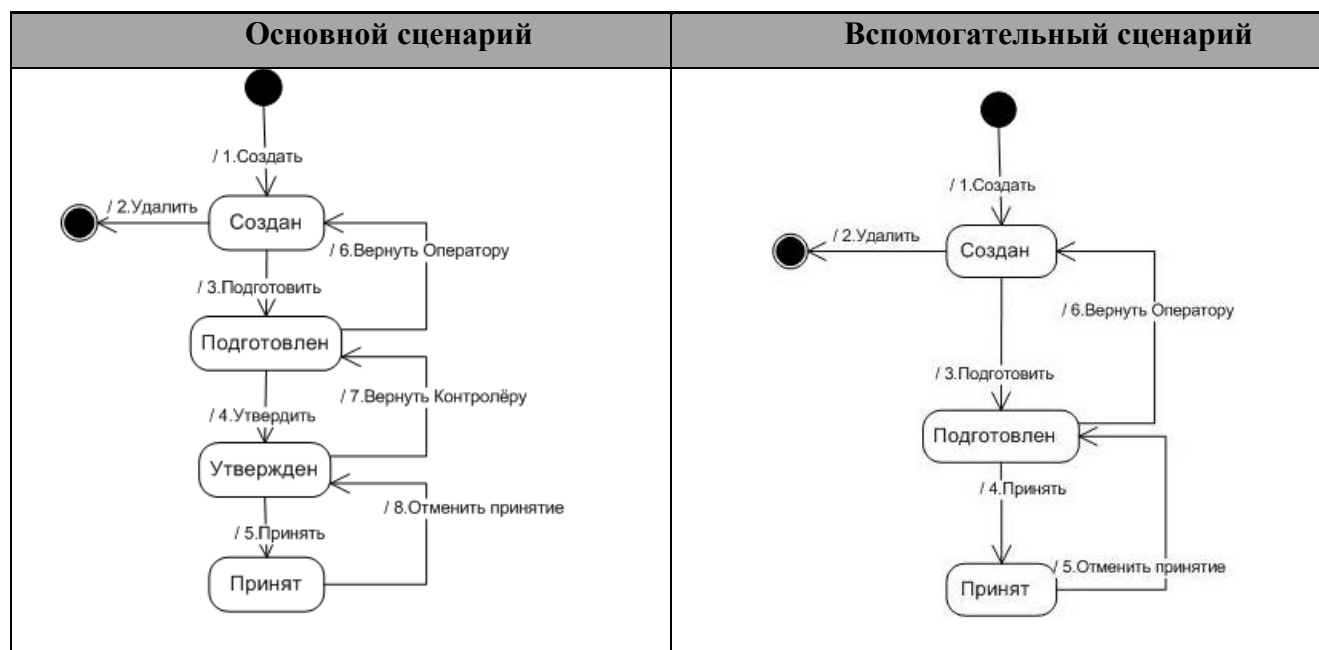 Основной сценарий
/ 1.Создать
/ 2.Удалить
Создан
/ 6.Вернуть Оператору
/ 3.Подготовить
Подготовлен
/ 7.Вернуть Контролёру
/ 4.Утвердить
Утвержден
/ 8.Отменить принятие
/ 5.Принять
Принят
Вспомогательный сценарий
/ 1.Создать
/ 2.Удалить
Создан
/ 6.Вернуть Оператору
/ 3.Подготовить
Подготовлен
/ 4.Принять
/ 5.Отменить принятие
Принят